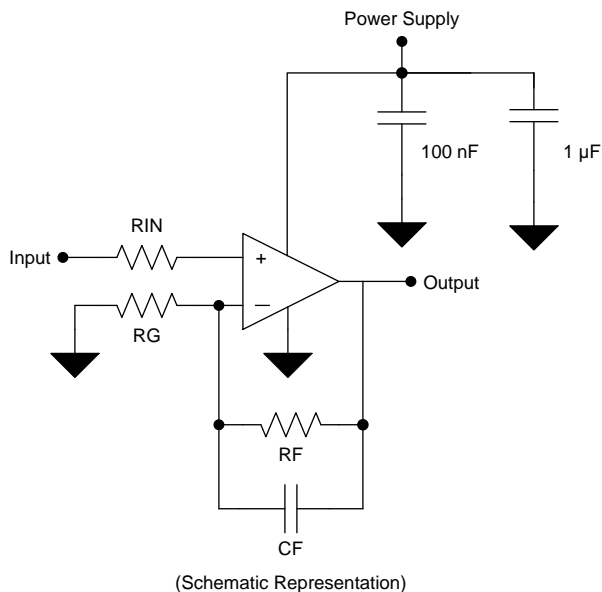 Power Supply
100 nF
1 µF
RIN
Input
+
Output
−
RG
RF
CF
(Schematic Representation)